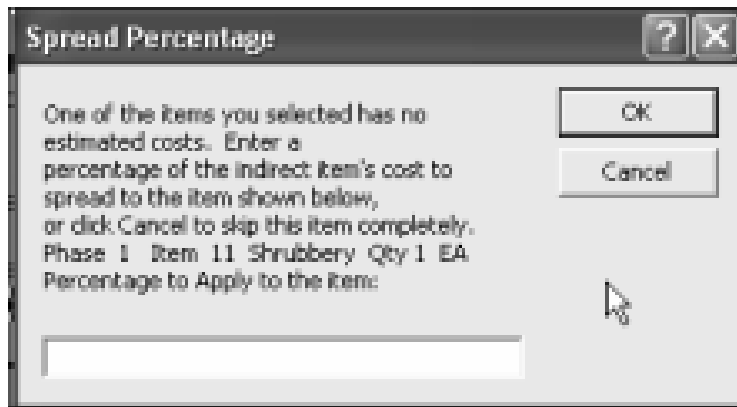 Spread Percentage
One of the items you selected has no
estimated costs. Enter a
percentage of the indirect item's cost to
spread to the item shown below,
or click Cancel to skip this item completely.
Phase 1 Item 11 Shrubbery Qty 1 EA
Percentage to Apply to the item:
OK
Cancel